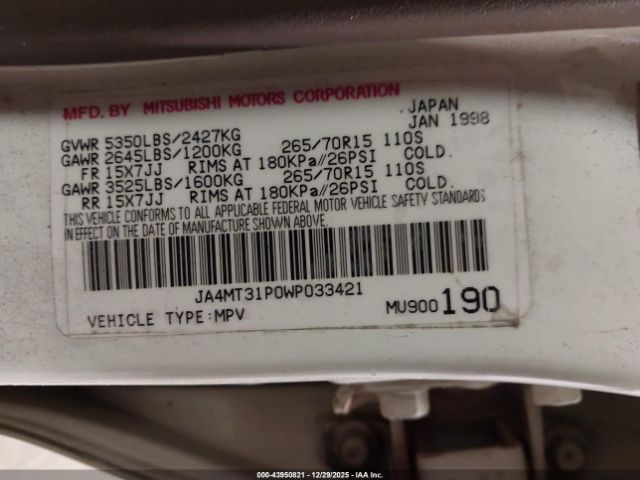 MFD. BY MITSUBISHI MOTORS CORPORATION
. JAPAN
GVWR 5350LBS/2427KG JAN 1998
GAWR 2645LBS/1200KG 265/70R15 110S
FR 15X7JJ RIMS AT 180KPa//26PSI COLD.
GAWR 3525LBS/1600KG 265/70R15 110S
RR 15X7JJ RIMS AT 180KPa//26PSI COLD.
THIS VEHICLE CONFORMS TO ALL APPLICABLE FEDERAL MOTOR VEHICLE SAFETY STANDARDS
IN EFFECT ON THE DATE OF MANUFACTURE SHOWN ABOVE.
JA4MT31P0WP033421
VEHICLE TYPE:MPV MU900190
000-43950821 - 12/29/2025 - IAA Inc.